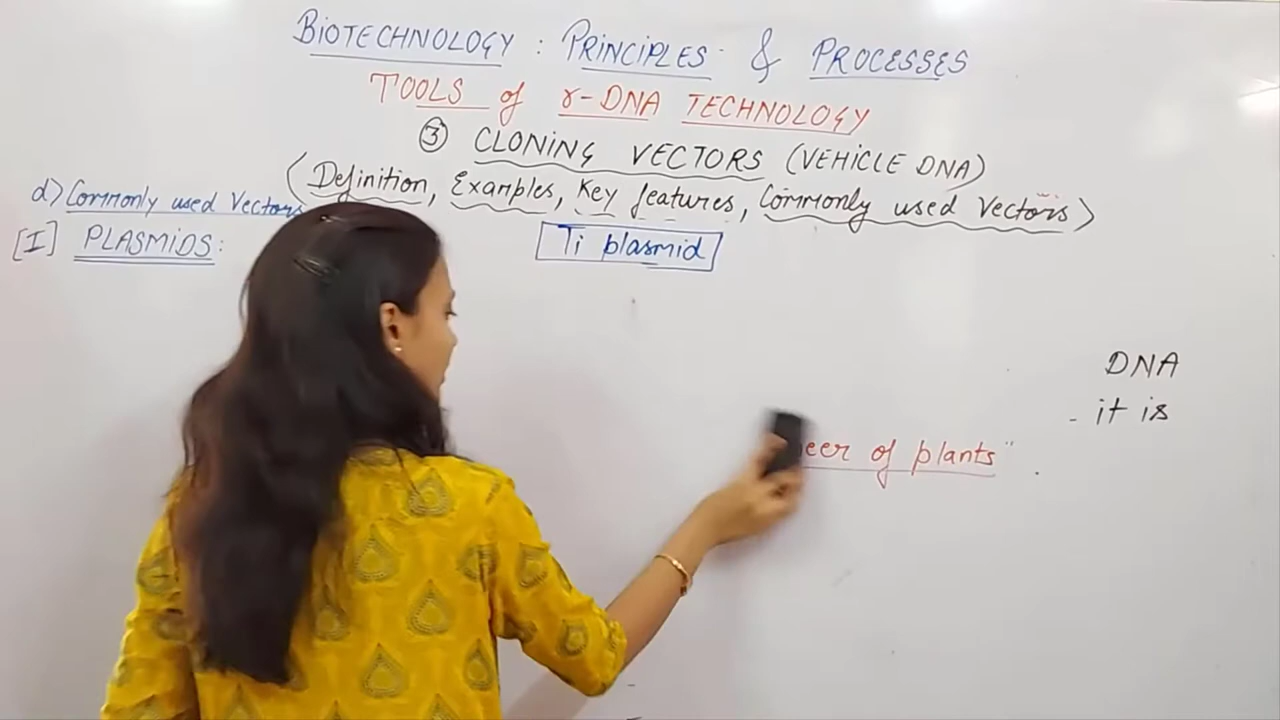 BIOTECHNOLOGY : PRINCIPLES & PROCESSES
TOOLS of r-DNA TECHNOLOGY
③ CLONING VECTORS (VEHICLE DNA)
(Definition, Examples, Key features, Commonly used Vectors)
d) Commonly used Vectors
[I] PLASMIDS:
Ti plasmid
DNA
- it is
eer of plants"